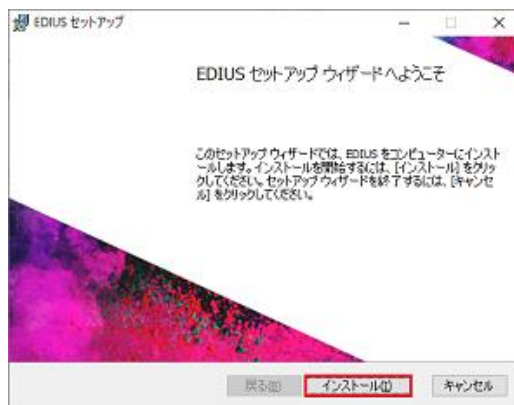 EDIUS セットアップ
EDIUS セットアップ ウィザードへようこそ
このセットアップ ウィザードでは、EDIUS をコンピューターにインスト
ールします。インストールを開始するには、[インストール] をクリッ
クしてください。セットアップ ウィザードを終了するには、[キャンセ
ル] をクリックしてください。
戻る(B) インストール(I) キャンセル